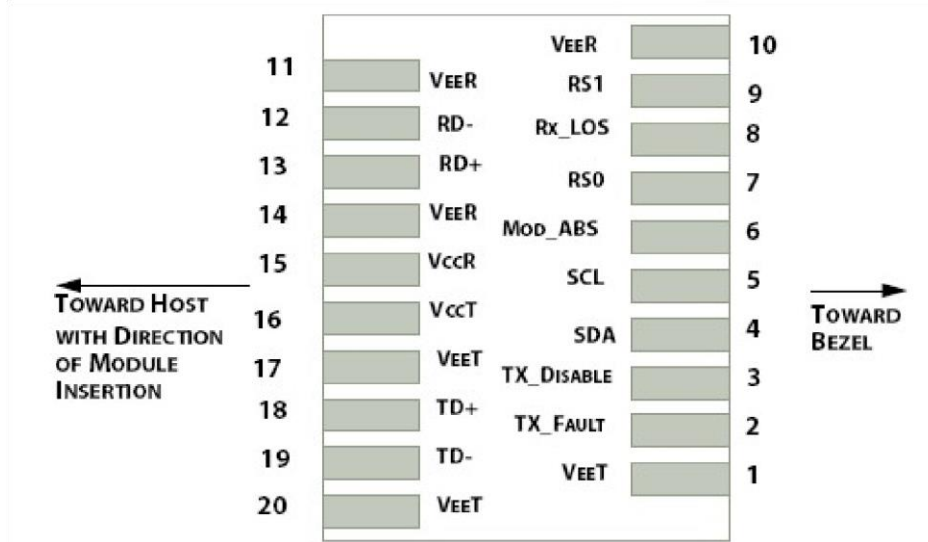 VEER 10
11 VEER
RS1 9
12 RD-
RX_LOS 8
13 RD+
RS0 7
14 VEER
MOD_ABS 6
15 VCCR
SCL 5
TOWARD HOST
WITH DIRECTION
OF MODULE
INSERTION
TOWARD
BEZEL
16 VCCT
SDA 4
17 VEET
TX_DISABLE 3
18 TD+
TX_FAULT 2
19 TD-
VEET 1
20 VEET